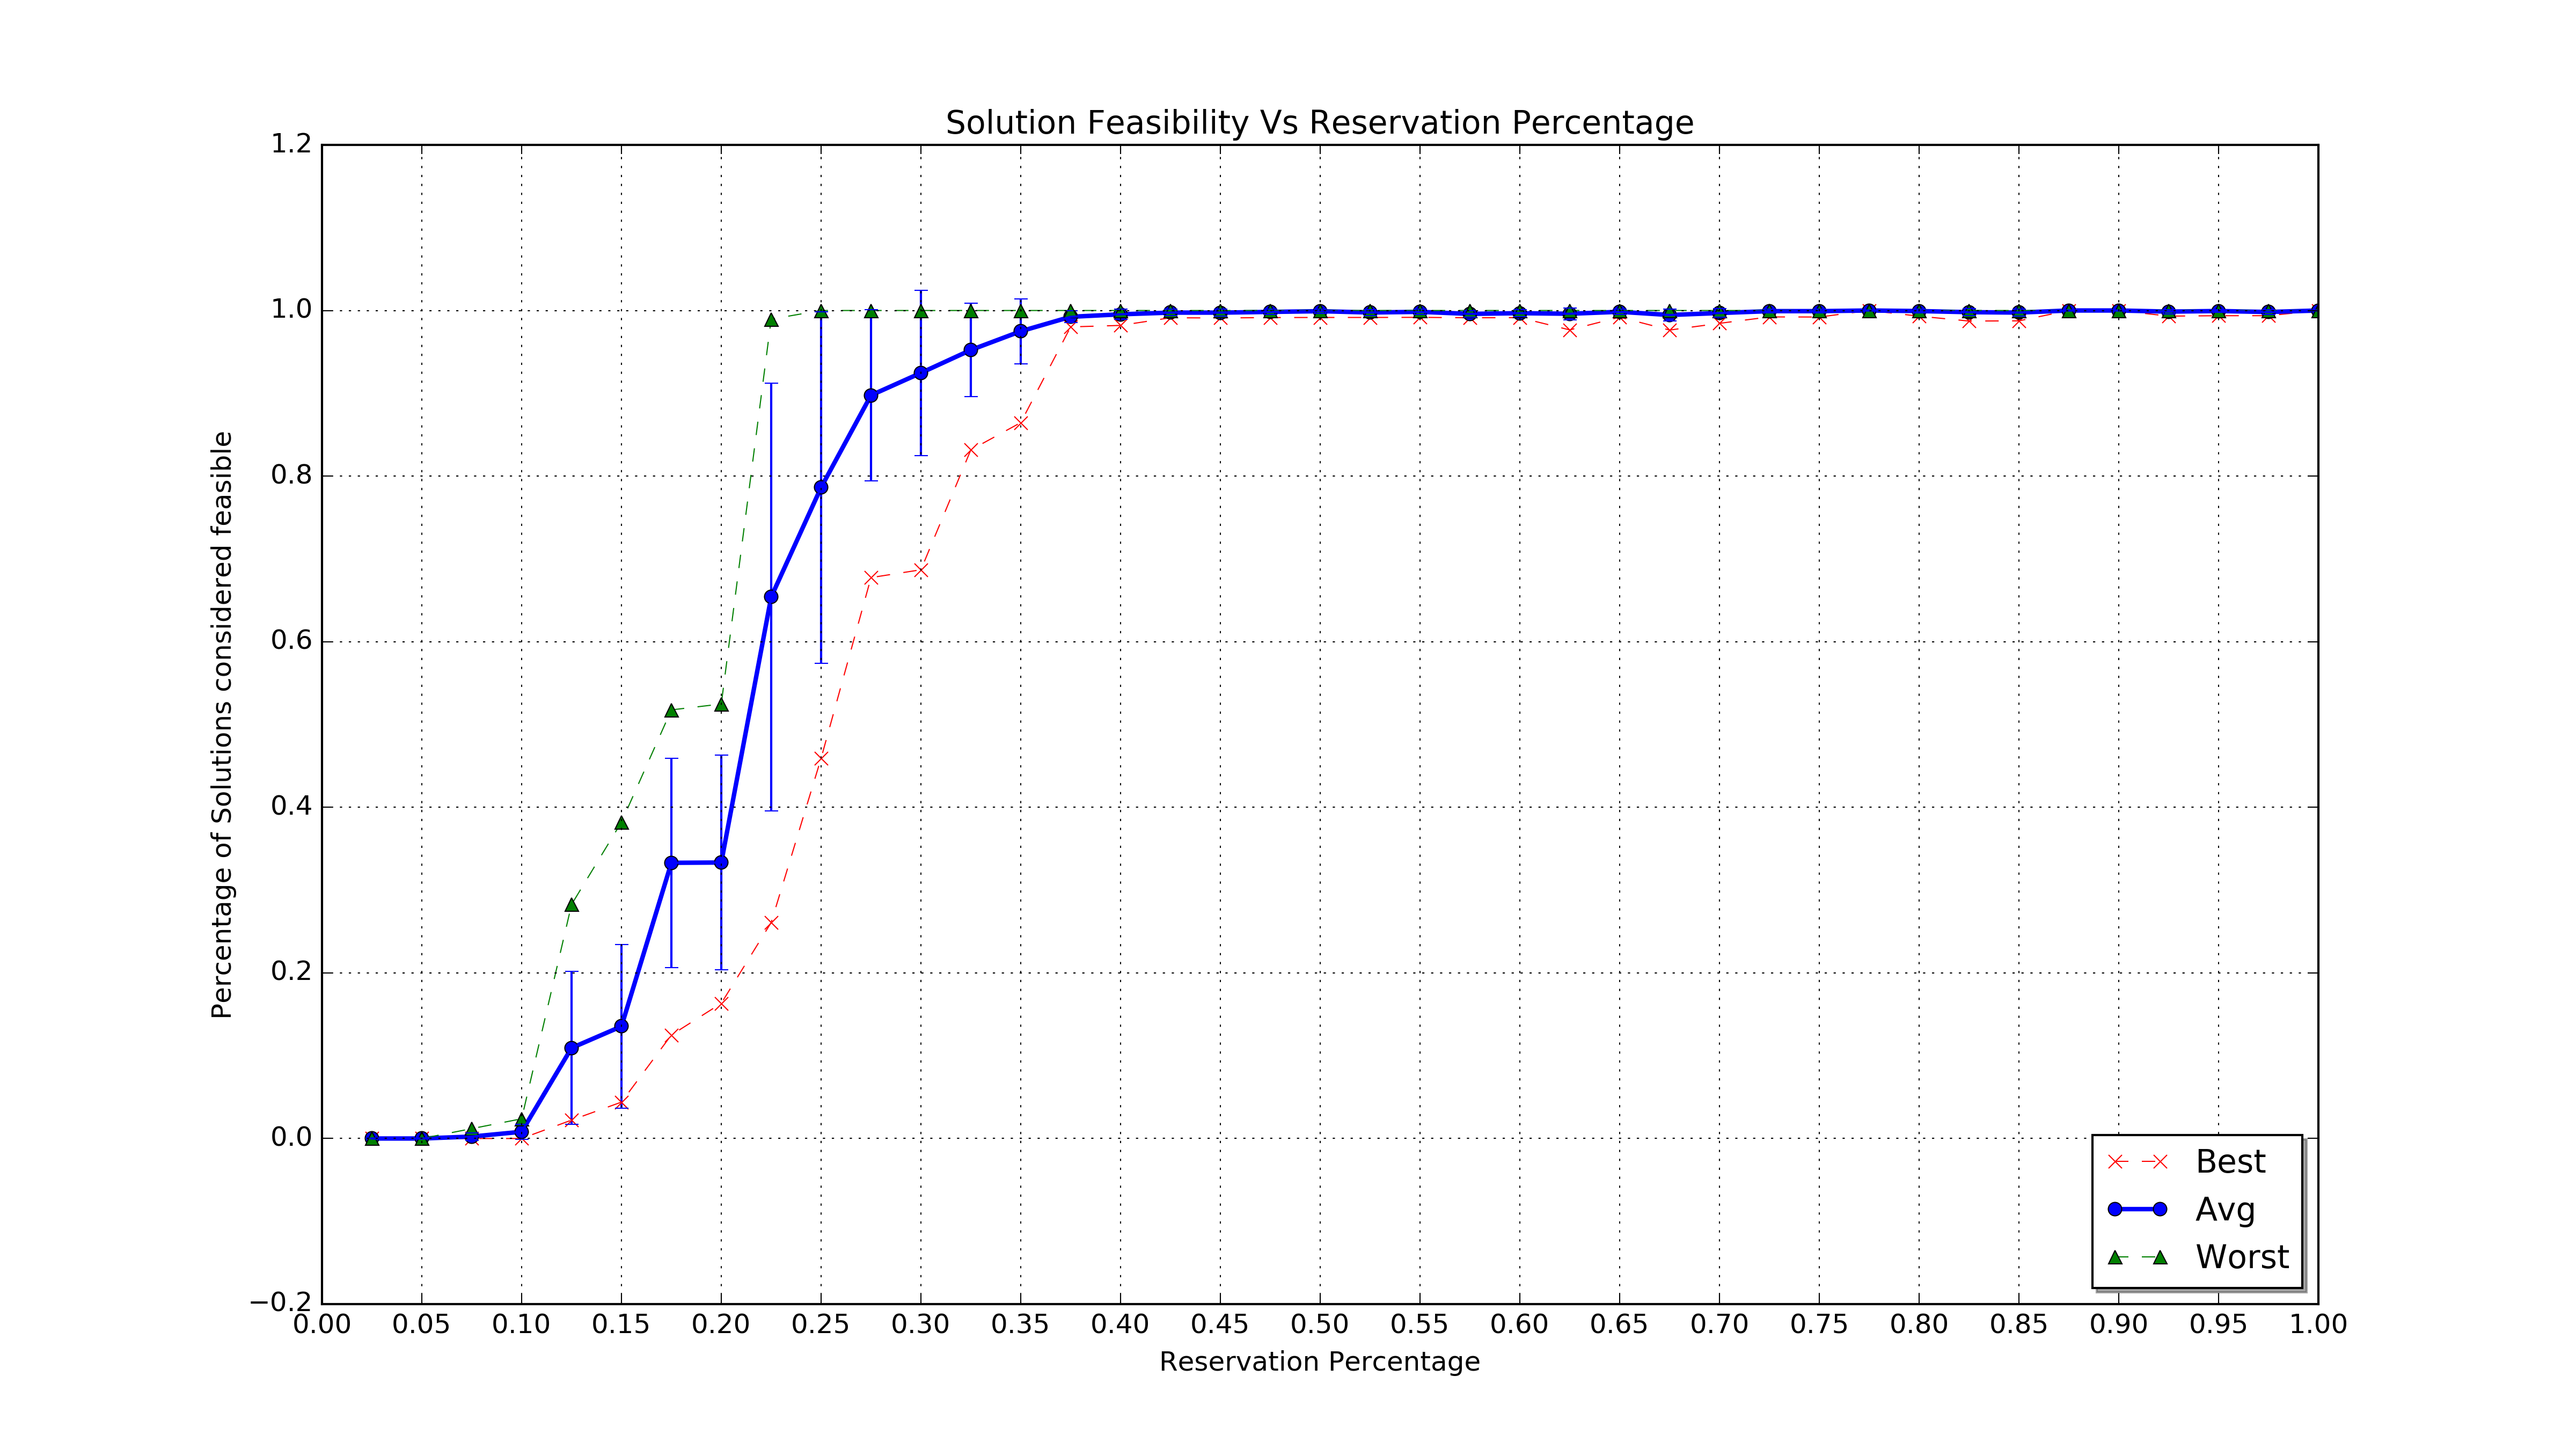 Solution Feasibility Vs Reservation Percentage
1.2
1.0
0.8
0.6
0.4
0.2
0.0
−0.2
Percentage of Solutions considered feasible
0.00 0.05 0.10 0.15 0.20 0.25 0.30 0.35 0.40 0.45 0.50 0.55 0.60 0.65 0.70 0.75 0.80 0.85 0.90 0.95 1.00
Reservation Percentage
Best
Avg
Worst